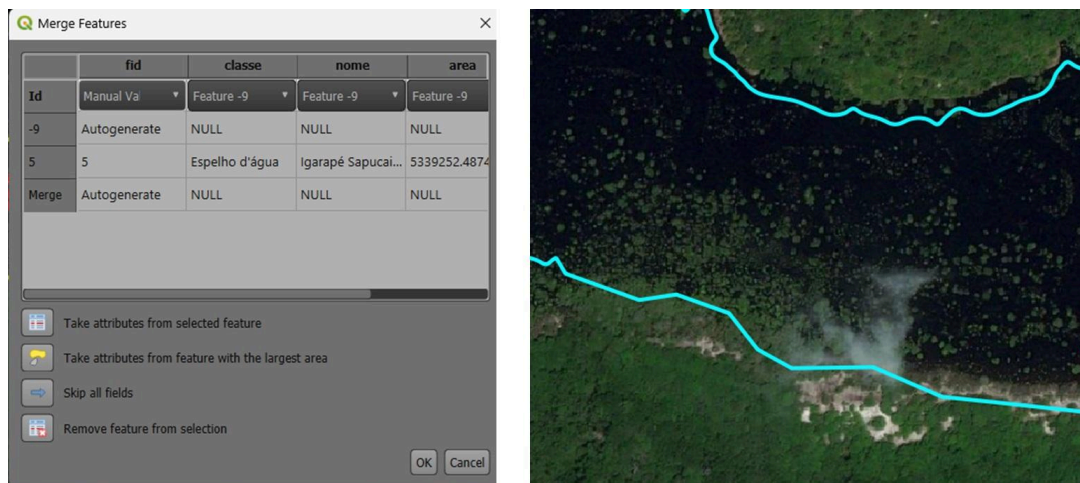 Merge Features
fid classe nome area
Id Manual Va Feature -9 Feature -9 Feature -9
-9 Autogenerate NULL NULL NULL
5 5 Espelho d'água Igarapé Sapucai... 5339252.4874
Merge Autogenerate NULL NULL NULL
Take attributes from selected feature
Take attributes from feature with the largest area
Skip all fields
Remove feature from selection
OK Cancel